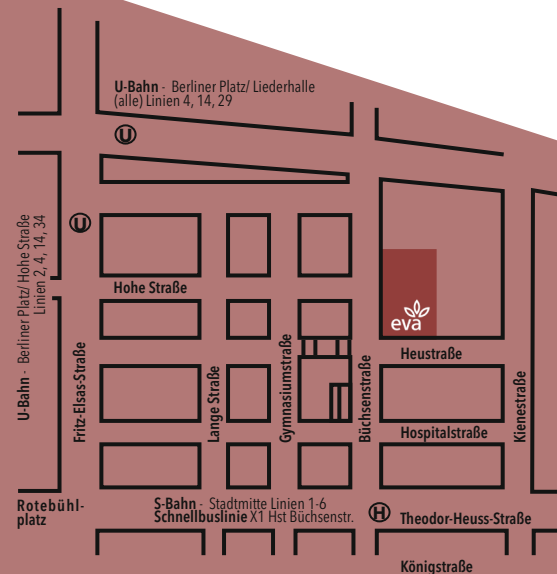 U-Bahn - Berliner Platz/ Liederhalle
(alle) Linien 4, 14, 29
U
U
U-Bahn - Berliner Platz/ Hohe Straße
Linien 2, 4, 14, 34
Hohe Straße
eva
Fritz-Elsas-Straße
Lange Straße
Gymnasiumstraße
Büchsenstraße
Heustraße
Kienestraße
Hospitalstraße
Rotebühl-
platz
S-Bahn - Stadtmitte Linien 1-6
Schnellbuslinie X1 Hst Büchsenstr.
H
Theodor-Heuss-Straße
Königstraße